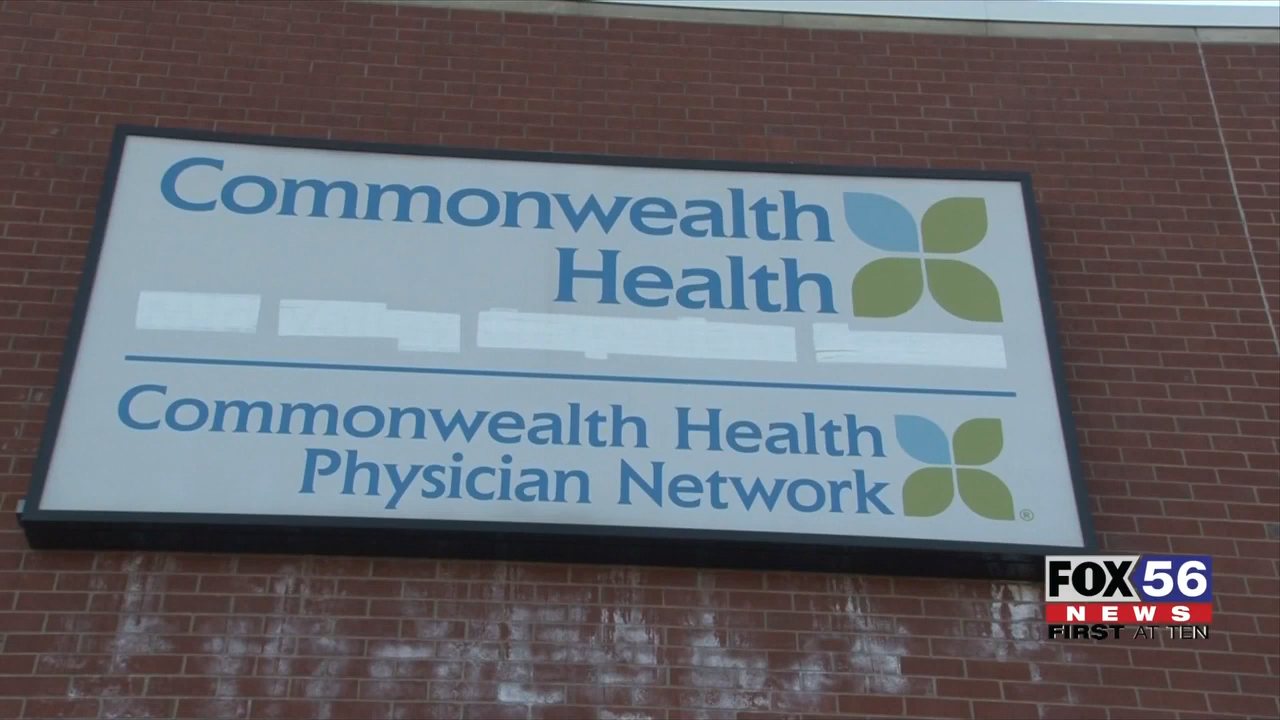 Commonwealth
Health
Commonwealth Health
Physician Network
®
FOX 56
NEWS
FIRST AT TEN